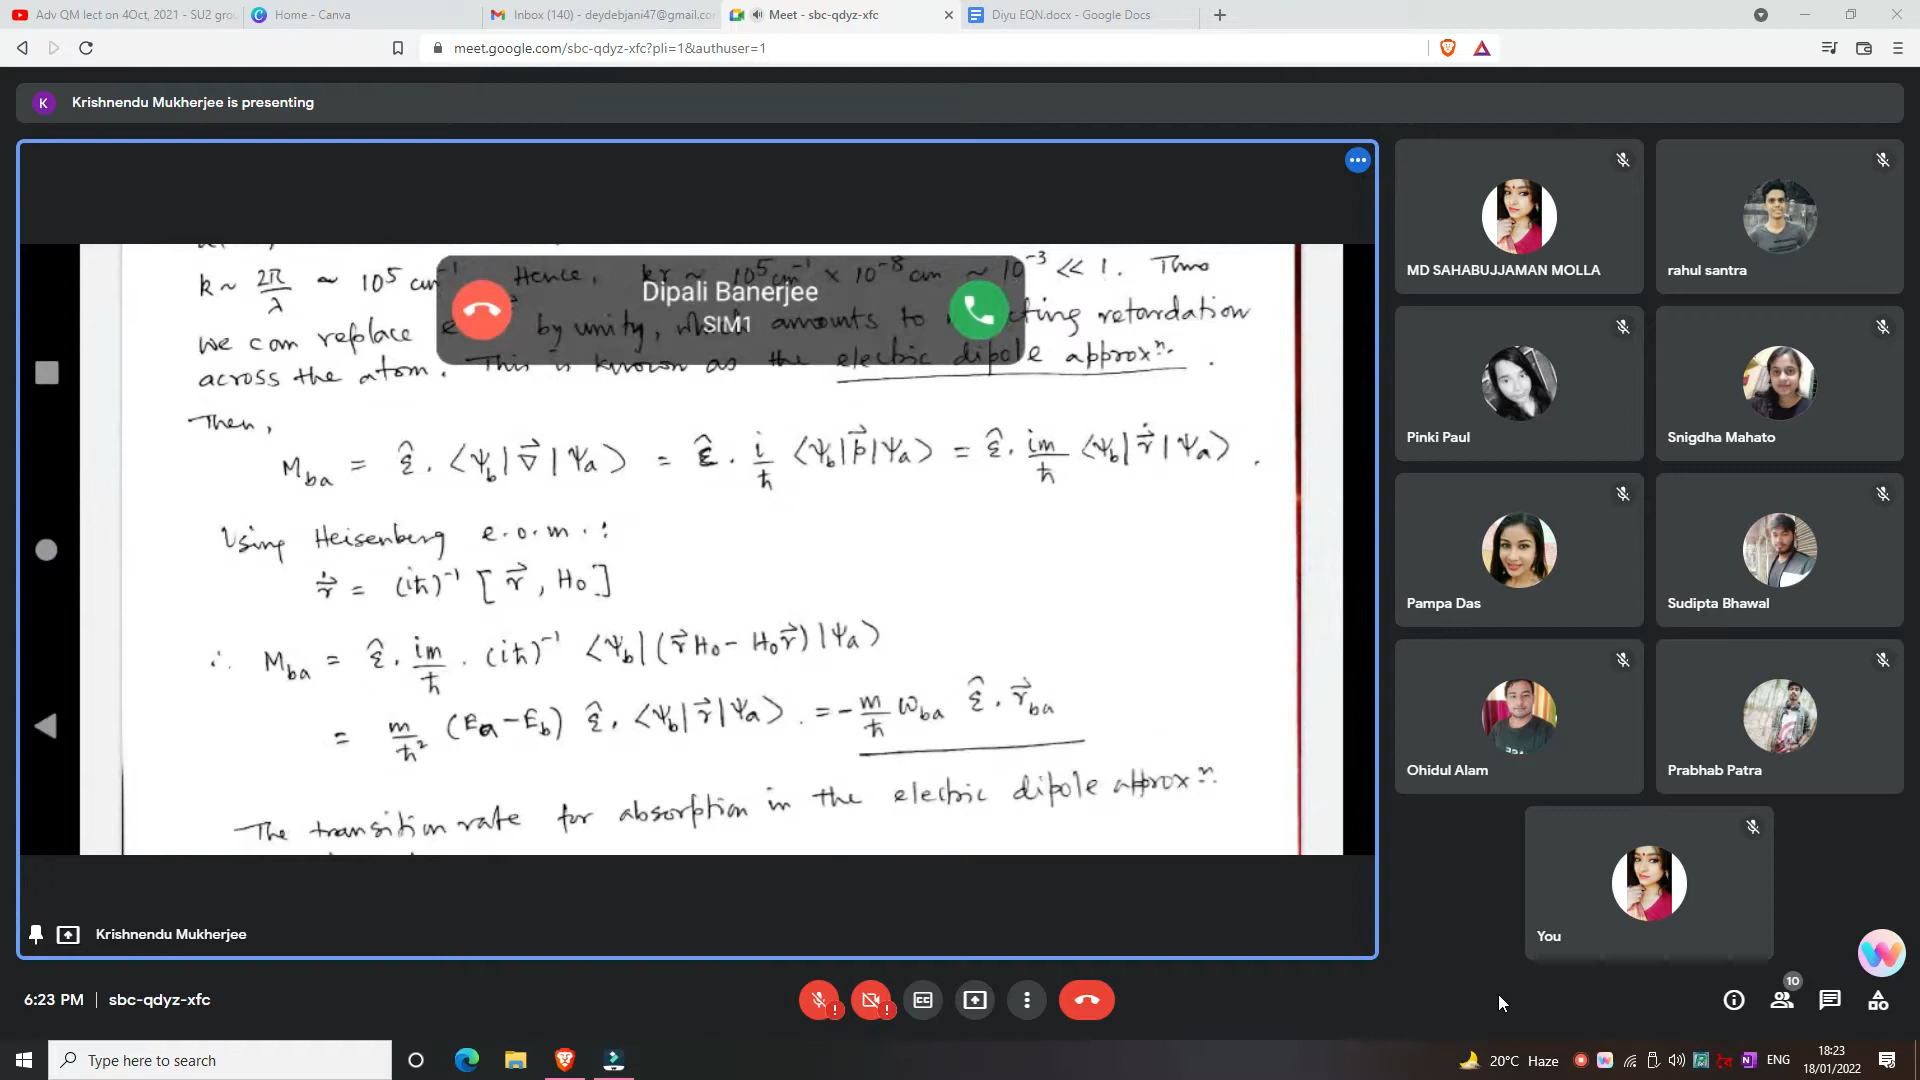 Adv QM lect on 4Oct, 2021 - SU2 grou
Home - Canva
Inbox (140) - deydebjani47@gmail.co
Meet - sbc-qdyz-xfc
Diyu EQN.docx - Google Docs
meet.google.com/sbc-qdyz-xfc?pli=1&authuser=1
K
Krishnendu Mukherjee is presenting
k ~ 2π/λ ~ 10⁵ cm⁻¹. Hence, kr ~ 10⁵ cm⁻¹ × 10⁻⁸ cm ~ 10⁻³ << 1. Thus
Dipali Banerjee
SIM1
we can replace by unity, which amounts to retardation
across the atom. This is known as the electric dipole approxⁿ.
Then,
M_ba = ε̂ . <Ψ_b|∇⃗|Ψ_a> = ε̂ . i/ħ <Ψ_b|p⃗|Ψ_a> = ε̂ . im/ħ <Ψ_b|r⃗̇|Ψ_a> .
Using Heisenberg e.o.m. :
r⃗̇ = (iħ)⁻¹ [r⃗, H₀]
∴ M_ba = ε̂ . im/ħ . (iħ)⁻¹ <Ψ_b|(r⃗H₀ - H₀r⃗)|Ψ_a>
= m/ħ² (E_a - E_b) ε̂ . <Ψ_b|r⃗|Ψ_a> . = - m/ħ ω_ba ε̂ . r⃗_ba
The transition rate for absorption in the electric dipole approxⁿ.
Krishnendu Mukherjee
MD SAHABUJJAMAN MOLLA
rahul santra
Pinki Paul
Snigdha Mahato
Pampa Das
Sudipta Bhawal
Ohidul Alam
Prabhab Patra
You
6:23 PM | sbc-qdyz-xfc
10
Type here to search
20°C Haze
ENG
18:23
18/01/2022